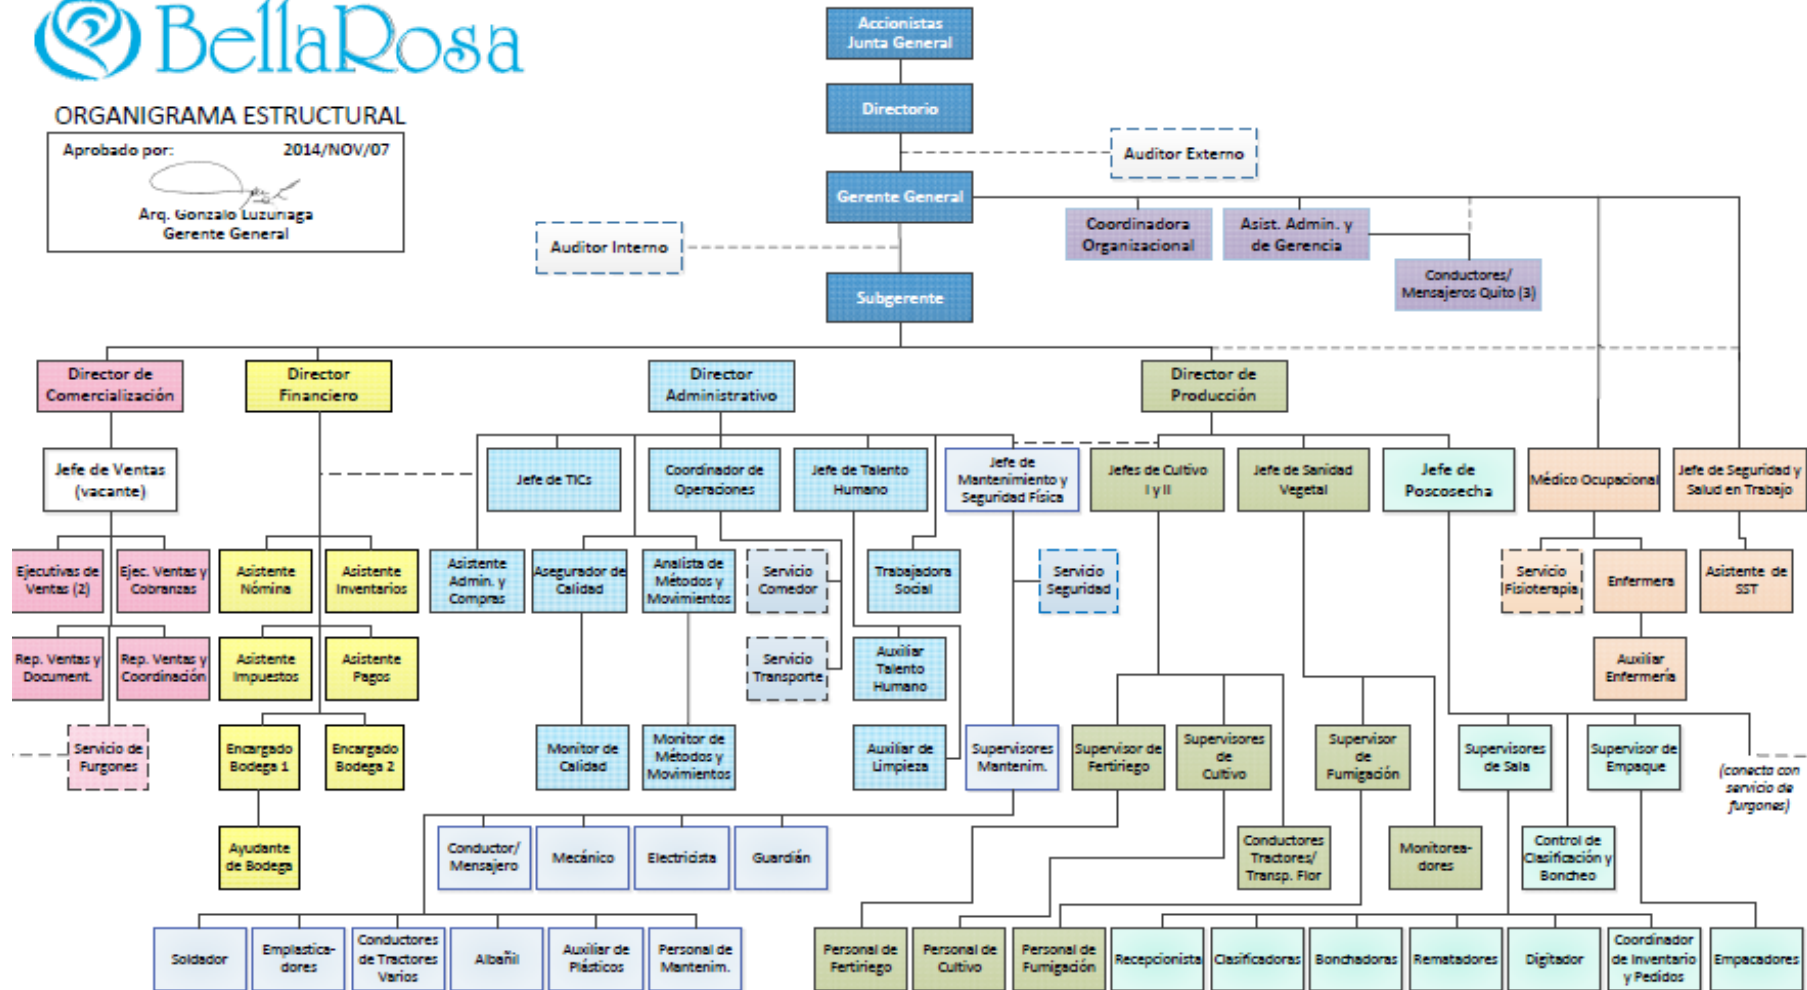 BellaRosa
ORGANIGRAMA ESTRUCTURAL
Aprobado por: 2014/NOV/07
Arq. Gonzalo Luzuriaga
Gerente General
Accionistas
Junta General
Directorio
Auditor Externo
Gerente General
Auditor Interno
Coordinadora
Organizacional
Asist. Admin. y
de Gerencia
Conductores/
Mensajeros Quito (3)
Subgerente
Director de
Comercialización
Director
Financiero
Director
Administrativo
Director de
Producción
Jefe de Ventas
(vacante)
Jefe de TICs
Coordinador de
Operaciones
Jefe de Talento
Humano
Jefe de
Mantenimiento y
Seguridad Física
Jefes de Cultivo
I y II
Jefe de Sanidad
Vegetal
Jefe de
Poscosecha
Médico Ocupacional
Jefe de Seguridad y
Salud en Trabajo
Ejecutivas de
Ventas (2)
Ejec. Ventas y
Cobranzas
Asistente
Nómina
Asistente
Inventarios
Asistente
Admin. y
Compras
Asegurador de
Calidad
Analista de
Métodos y
Movimientos
Servicio
Comedor
Trabajadora
Social
Servicio
Seguridad
Servicio
Fisioterapia
Enfermera
Asistente de
SST
Rep. Ventas y
Document.
Rep. Ventas y
Coordinación
Asistente
Impuestos
Asistente
Pagos
Servicio
Transporte
Auxiliar
Talento
Humano
Auxiliar
Enfermería
Servicio de
Furgones
Encargado
Bodega 1
Encargado
Bodega 2
Monitor de
Calidad
Monitor de
Métodos y
Movimientos
Auxiliar de
Limpieza
Supervisores
Mantenim.
Supervisor de
Fertiriego
Supervisores
de
Cultivo
Supervisor
de
Fumigación
Supervisores
de Sala
Supervisor de
Empaque
(conecta con
servicio de
furgones)
Ayudante
de Bodega
Conductor/
Mensajero
Mecánico
Electricista
Guardián
Conductores
Tractores/
Transp. Flor
Monitorea-
dores
Control de
Clasificación y
Boncheo
Soldador
Emplastica-
dores
Conductores
de Tractores
Varios
Albañil
Auxiliar de
Plásticos
Personal de
Mantenim.
Personal de
Fertiriego
Personal de
Cultivo
Personal de
Fumigación
Recepcionista
Clasificadoras
Bonchadoras
Rematadores
Digitador
Coordinador
de Inventario
y Pedidos
Empacadores